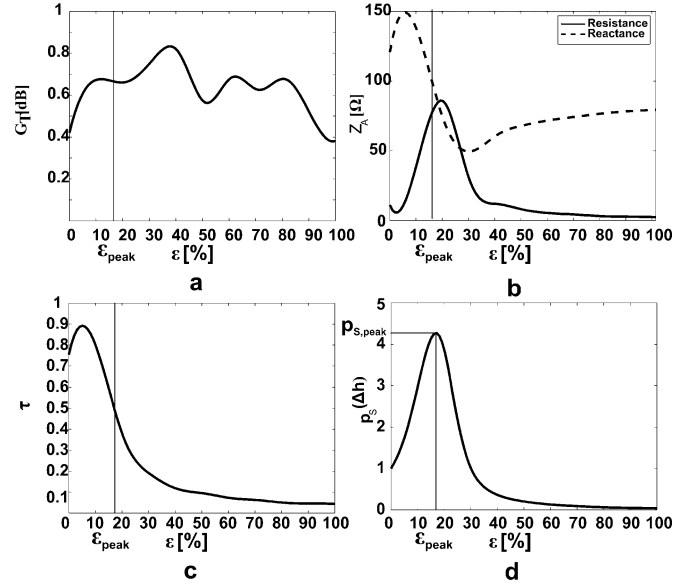 1
0.8
0.6
0.4
0.2
G_T[dB]
0 10 20 30 40 50 60 70 80 90 100
ε_peak ε[%]
a
150
100
50
0
Z_A [Ω]
Resistance
Reactance
0 10 20 30 40 50 60 70 80 90 100
ε_peak ε[%]
b
1
0.9
0.8
0.7
0.6
0.5
0.4
0.3
0.2
0.1
τ
0 10 20 30 40 50 60 70 80 90 100
ε_peak ε[%]
c
5
4
3
2
1
0
p_S,peak
p_S(Δh)
0 10 20 30 40 50 60 70 80 90 100
ε_peak ε[%]
d